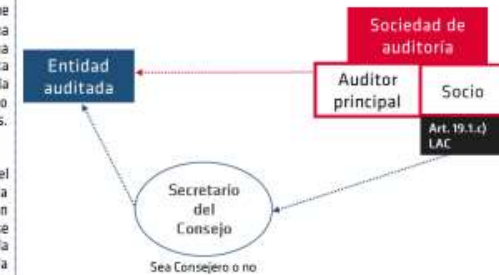 Sociedad de
auditoría
Entidad
auditada
Auditor
principal
Socio
Art. 19.1.c)
LAC
Secretario
del
Consejo
Sea Consejero o no